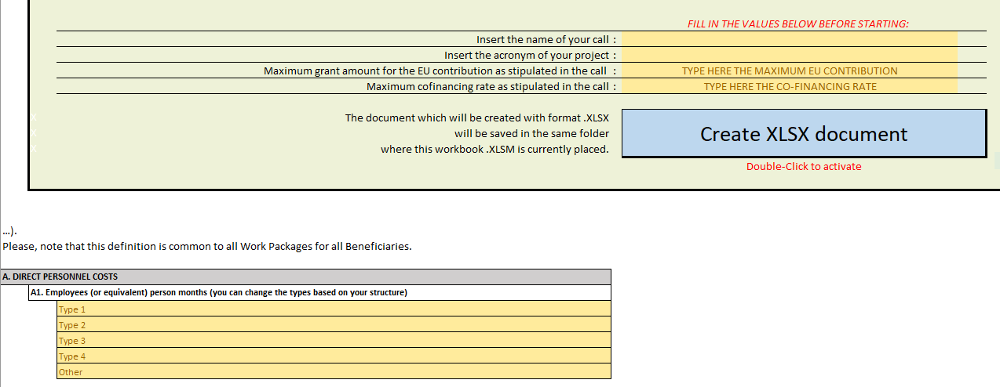 FILL IN THE VALUES BELOW BEFORE STARTING:
Insert the name of your call :
Insert the acronym of your project :
Maximum grant amount for the EU contribution as stipulated in the call : TYPE HERE THE MAXIMUM EU CONTRIBUTION
Maximum cofinancing rate as stipulated in the call : TYPE HERE THE CO-FINANCING RATE
X
X
X
The document which will be created with format .XLSX
will be saved in the same folder
where this workbook .XLSM is currently placed.
Create XLSX document
Double-Click to activate
...).
Please, note that this definition is common to all Work Packages for all Beneficiaries.
A. DIRECT PERSONNEL COSTS
A1. Employees (or equivalent) person months (you can change the types based on your structure)
Type 1
Type 2
Type 3
Type 4
Other